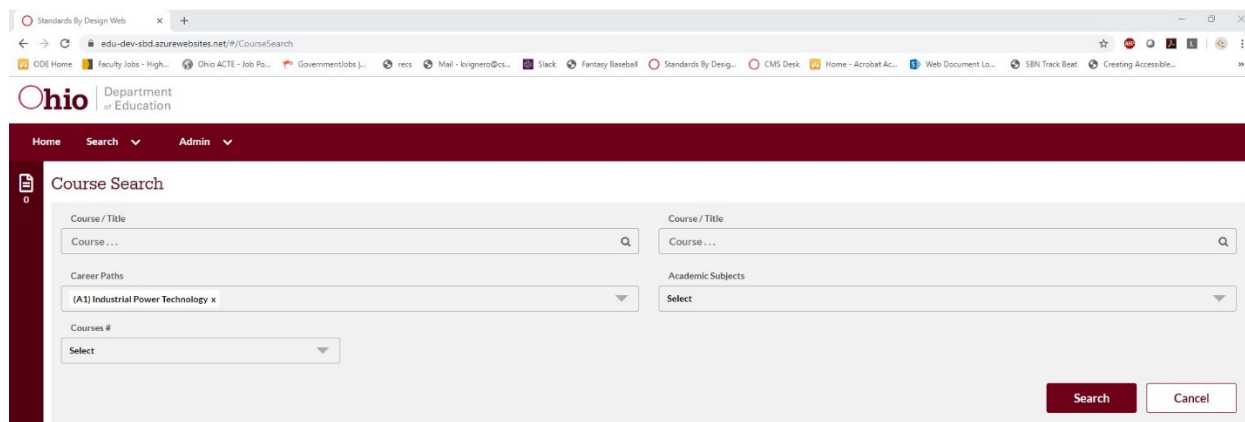 Standards By Design Web x +
edu-dev-sbd.azurewebsites.net/#/CourseSearch
ODE Home Faculty Jobs - High... Ohio ACTE - Job Po... GovernmentJobs |... recs Mail - kvignero@cs... Slack Fantasy Baseball Standards By Desig... CMS Desk Home - Acrobat Ac... Web Document Lo... SBN Track Beat Creating Accessible... »
Ohio Department of Education
Home Search Admin
0 Course Search
Course / Title Course / Title
Course... Course...
Career Paths Academic Subjects
(A1) Industrial Power Technology x Select
Courses #
Select
Search Cancel